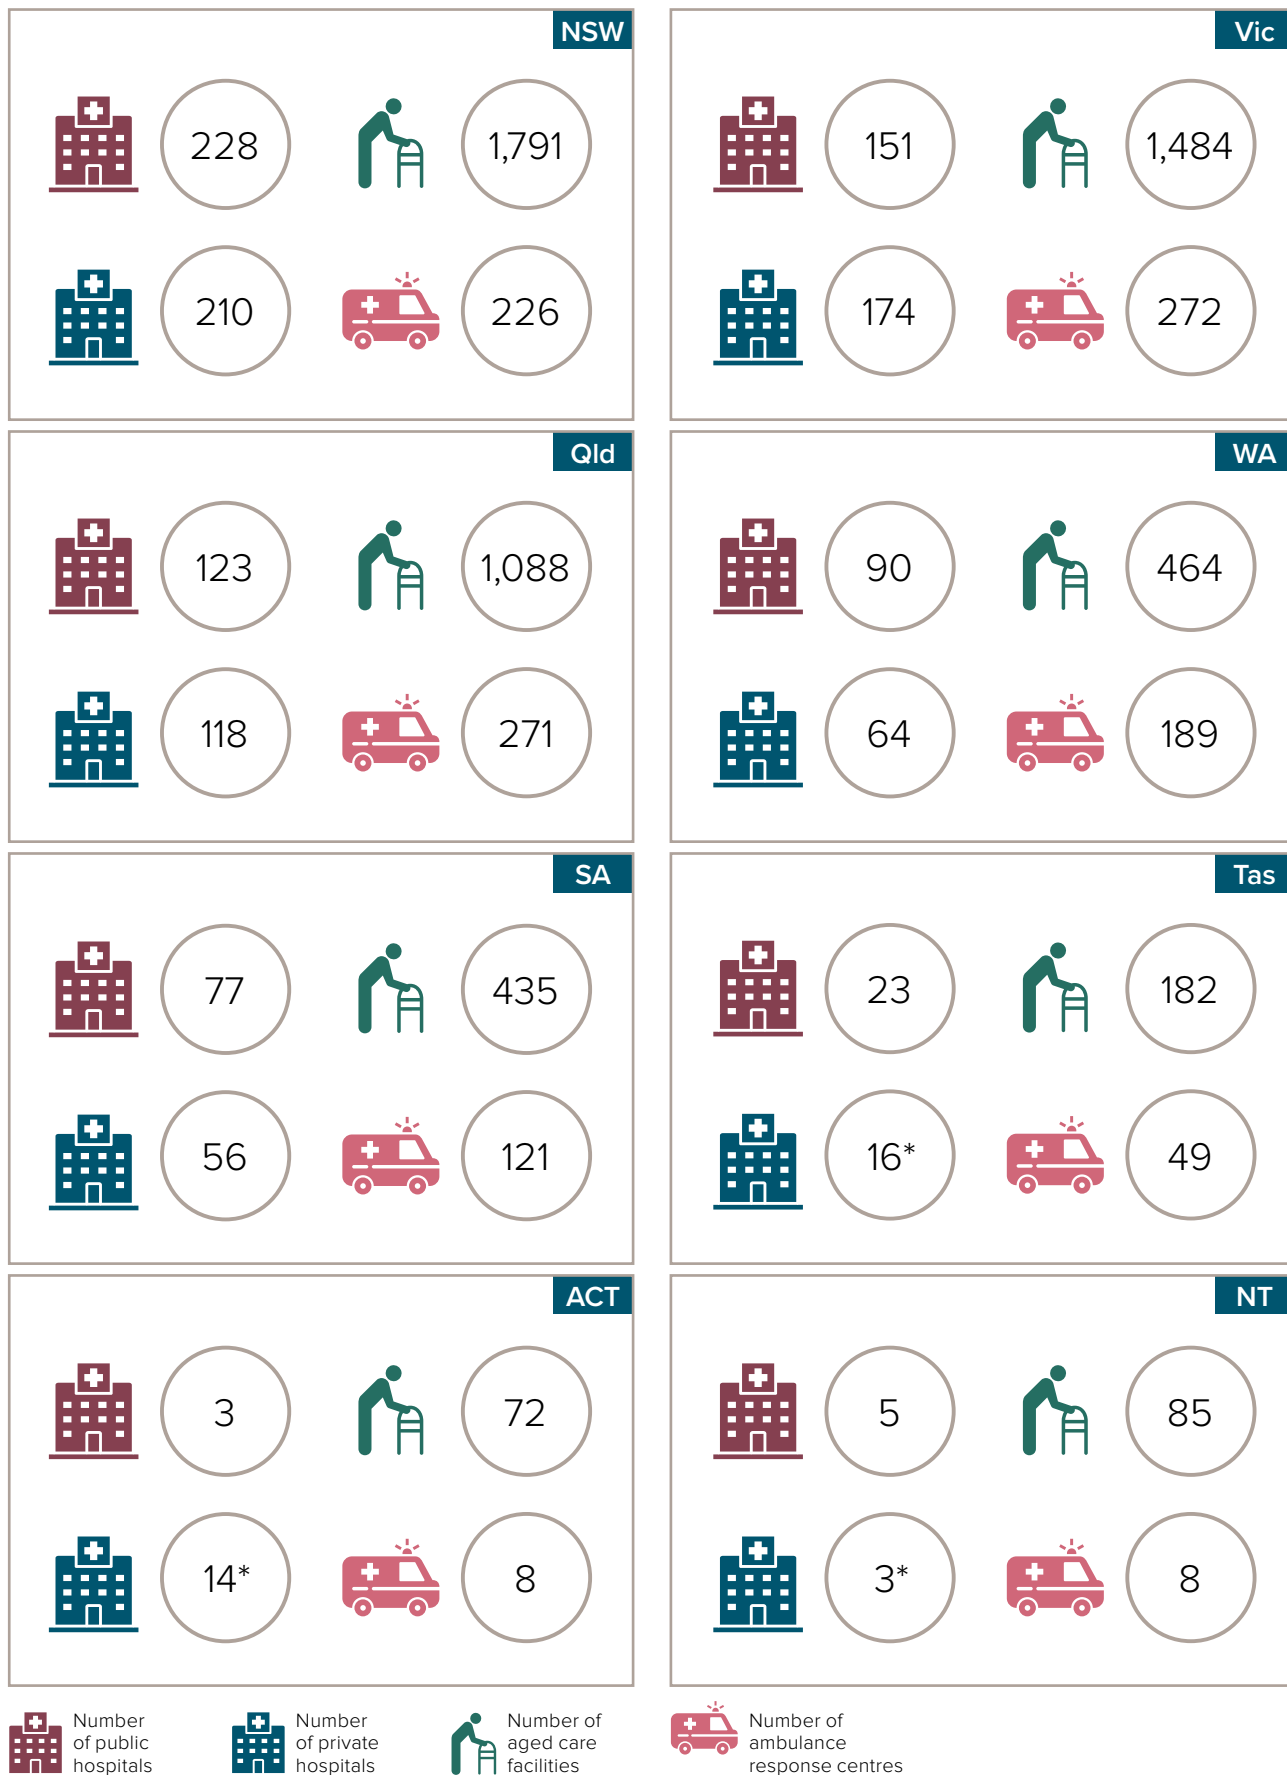 NSW
228
1,791
210
226
Vic
151
1,484
174
272
Qld
123
1,088
118
271
WA
90
464
64
189
SA
77
435
56
121
Tas
23
182
16*
49
ACT
3
72
14*
8
NT
5
85
3*
8
Number
of public
hospitals
Number
of private
hospitals
Number of
aged care
facilities
Number of
ambulance
response centres